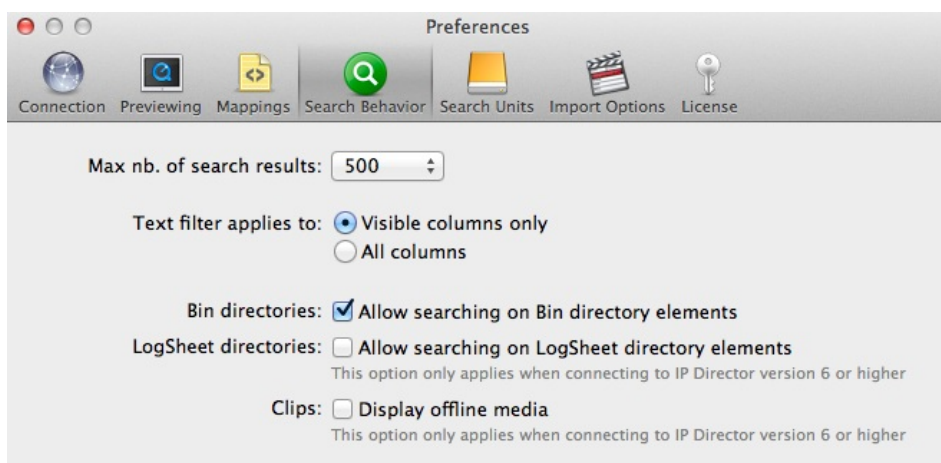 Preferences
Connection Previewing Mappings Search Behavior Search Units Import Options License
Max nb. of search results: 500
Text filter applies to: Visible columns only
All columns
Bin directories: Allow searching on Bin directory elements
LogSheet directories: Allow searching on LogSheet directory elements
This option only applies when connecting to IP Director version 6 or higher
Clips: Display offline media
This option only applies when connecting to IP Director version 6 or higher